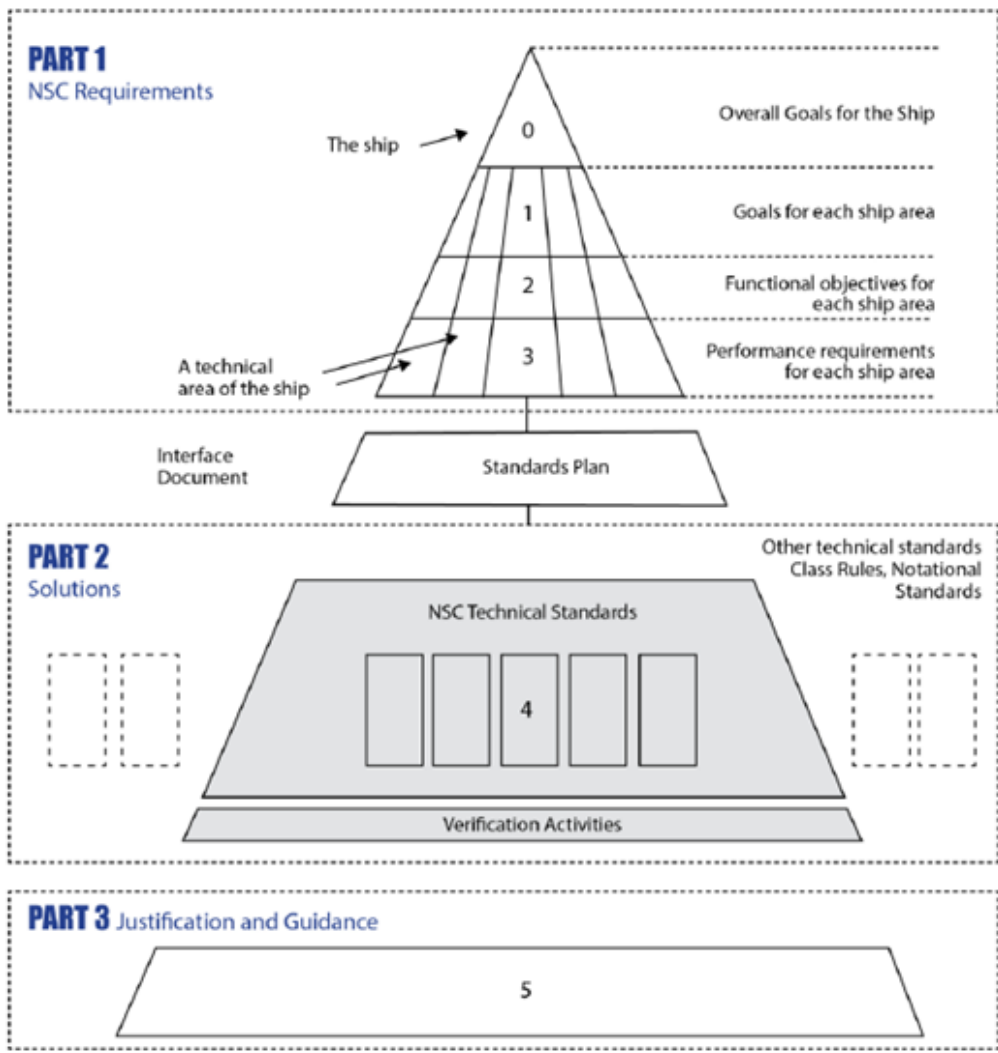 PART 1
NSC Requirements
The ship
0
Overall Goals for the Ship
1
Goals for each ship area
2
Functional objectives for
each ship area
3
Performance requirements
for each ship area
A technical
area of the ship
Interface
Document
Standards Plan
PART 2
Solutions
Other technical standards
Class Rules, Notational
Standards
NSC Technical Standards
4
Verification Activities
PART 3 Justification and Guidance
5